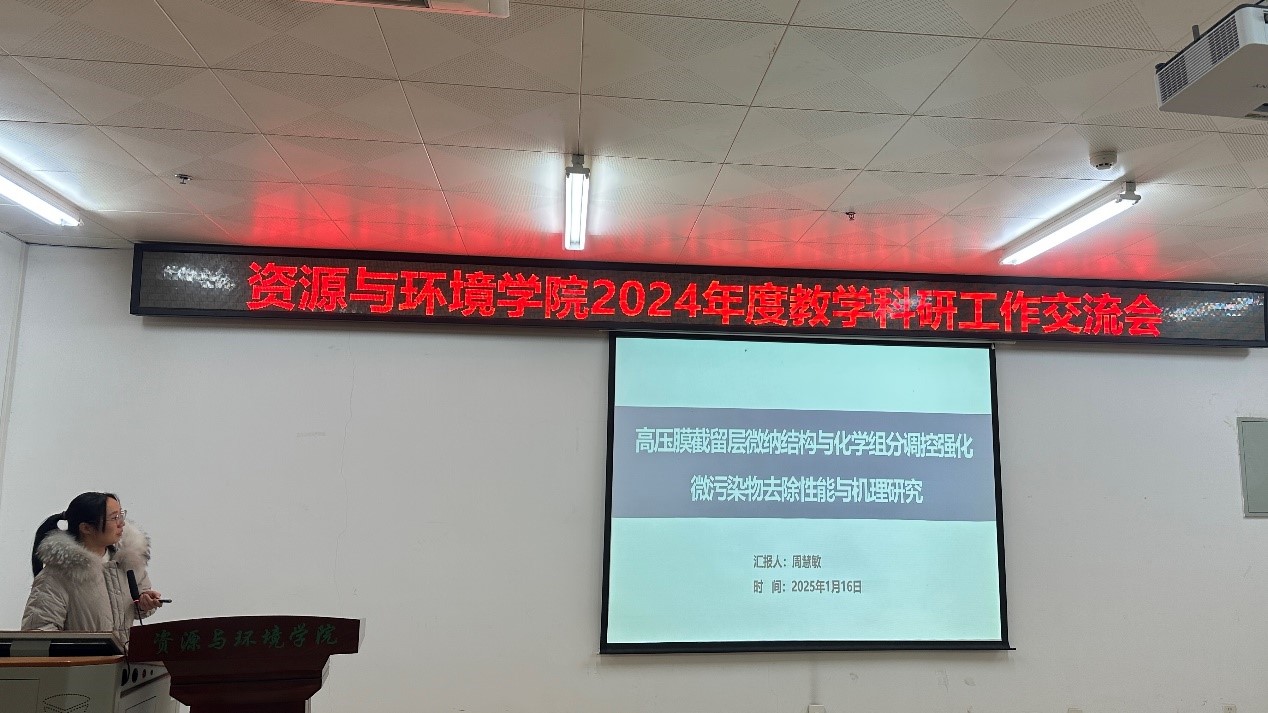 资源与环境学院2024年度教学科研工作交流会
高压膜截留层微纳结构与化学组分调控强化
微污染物去除性能与机理研究
汇报人：周慧敏
时 间：2025年1月16日
资源与环境学院